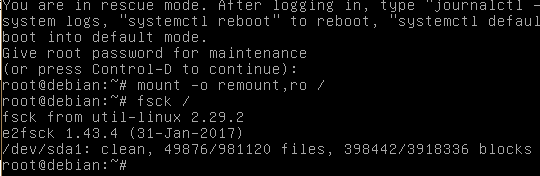 You are in rescue mode. After logging in, type "journalctl -
system logs, "systemctl reboot" to reboot, "systemctl defaul
boot into default mode.
Give root password for maintenance
(or press Control-D to continue):
root@debian:~# mount -o remount,ro /
root@debian:~# fsck /
fsck from util-linux 2.29.2
e2fsck 1.43.4 (31-Jan-2017)
/dev/sda1: clean, 49876/981120 files, 398442/3918336 blocks
root@debian:~#